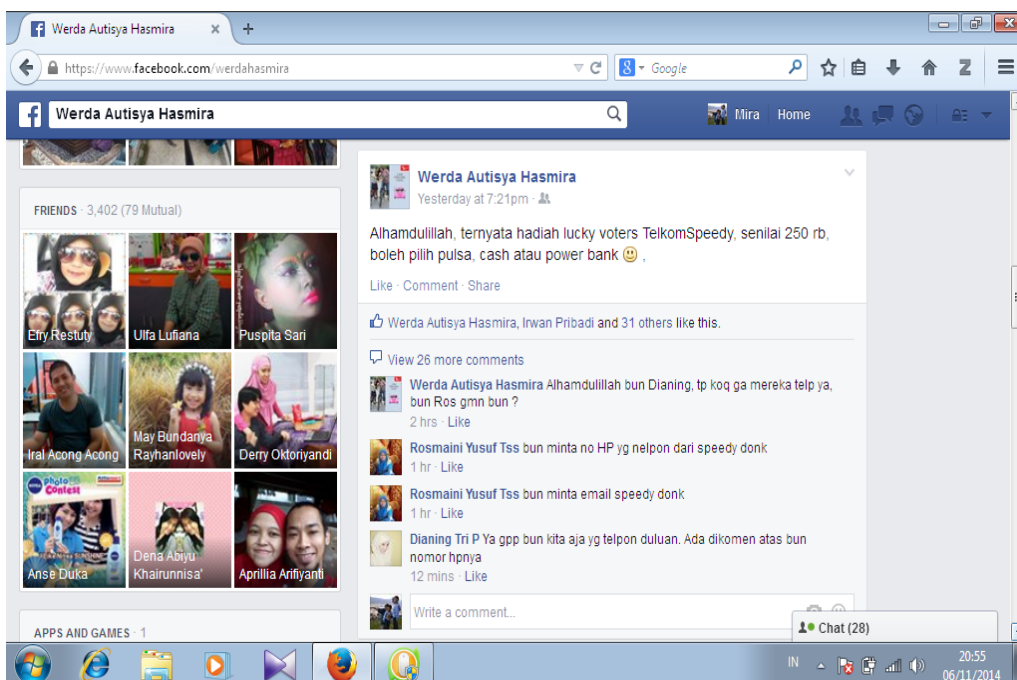 Werda Autisya Hasmira
https://www.facebook.com/werdahasmira
Google
Werda Autisya Hasmira
Mira
Home
FRIENDS · 3,402 (79 Mutual)
Efry Restuty
Ulfa Lufiana
Puspita Sari
Iral Acong Acong
May Bundanya
Rayhanlovely
Derry Oktoriyandi
Photo
Contest
Anse Duka
Dena Abiyu
Khairunnisa'
Aprillia Arifiyanti
APPS AND GAMES · 1
Werda Autisya Hasmira
Yesterday at 7:21pm ·
Alhamdulillah, ternyata hadiah lucky voters TelkomSpeedy, senilai 250 rb,
boleh pilih pulsa, cash atau power bank 🙂 ,
Like · Comment · Share
Werda Autisya Hasmira, Irwan Pribadi and 31 others like this.
View 26 more comments
Werda Autisya Hasmira Alhamdulillah bun Dianing, tp koq ga mereka telp ya,
bun Ros gmn bun ?
2 hrs · Like
Rosmaini Yusuf Tss bun minta no HP yg nelpon dari speedy donk
1 hr · Like
Rosmaini Yusuf Tss bun minta email speedy donk
1 hr · Like
Dianing Tri P Ya gpp bun kita aja yg telpon duluan. Ada dikomen atas bun
nomor hpnya
12 mins · Like
Write a comment...
Chat (28)
IN
20:55
06/11/2014